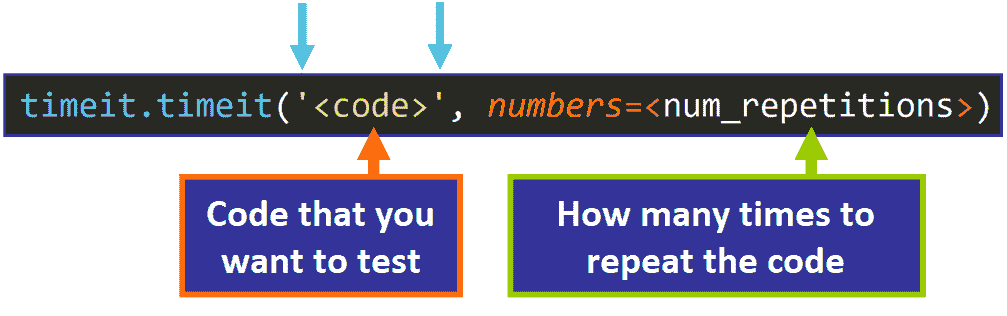 timeit.timeit('<code>', numbers=<num_repetitions>)
Code that you
want to test
How many times to
repeat the code